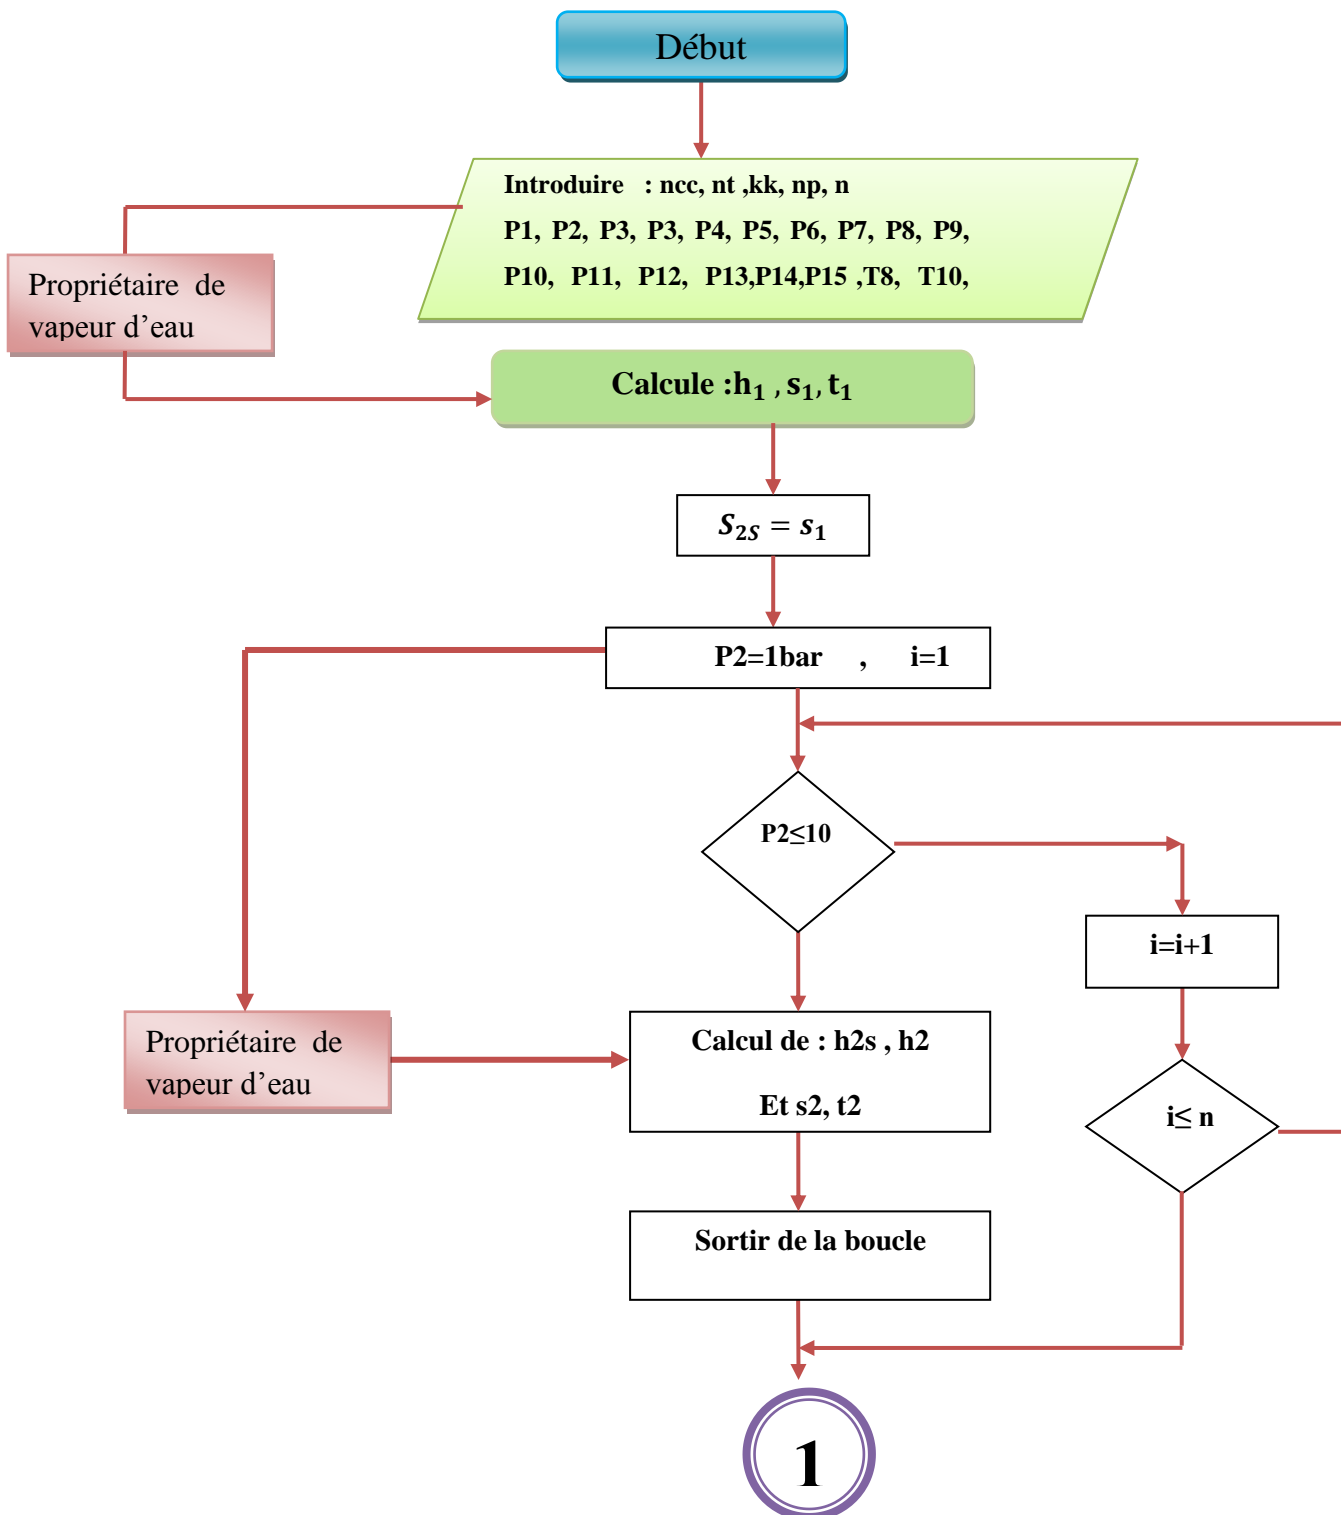 Début
Introduire : ncc, nt ,kk, np, n
P1, P2, P3, P3, P4, P5, P6, P7, P8, P9,
P10, P11, P12, P13,P14,P15 ,T8, T10,
Propriétaire de
vapeur d’eau
Calcule :h₁ , s₁, t₁
S₂S = s₁
P2=1bar , i=1
P2≤10
i=i+1
Propriétaire de
vapeur d’eau
Calcul de : h2s , h2
Et s2, t2
i≤ n
Sortir de la boucle
1